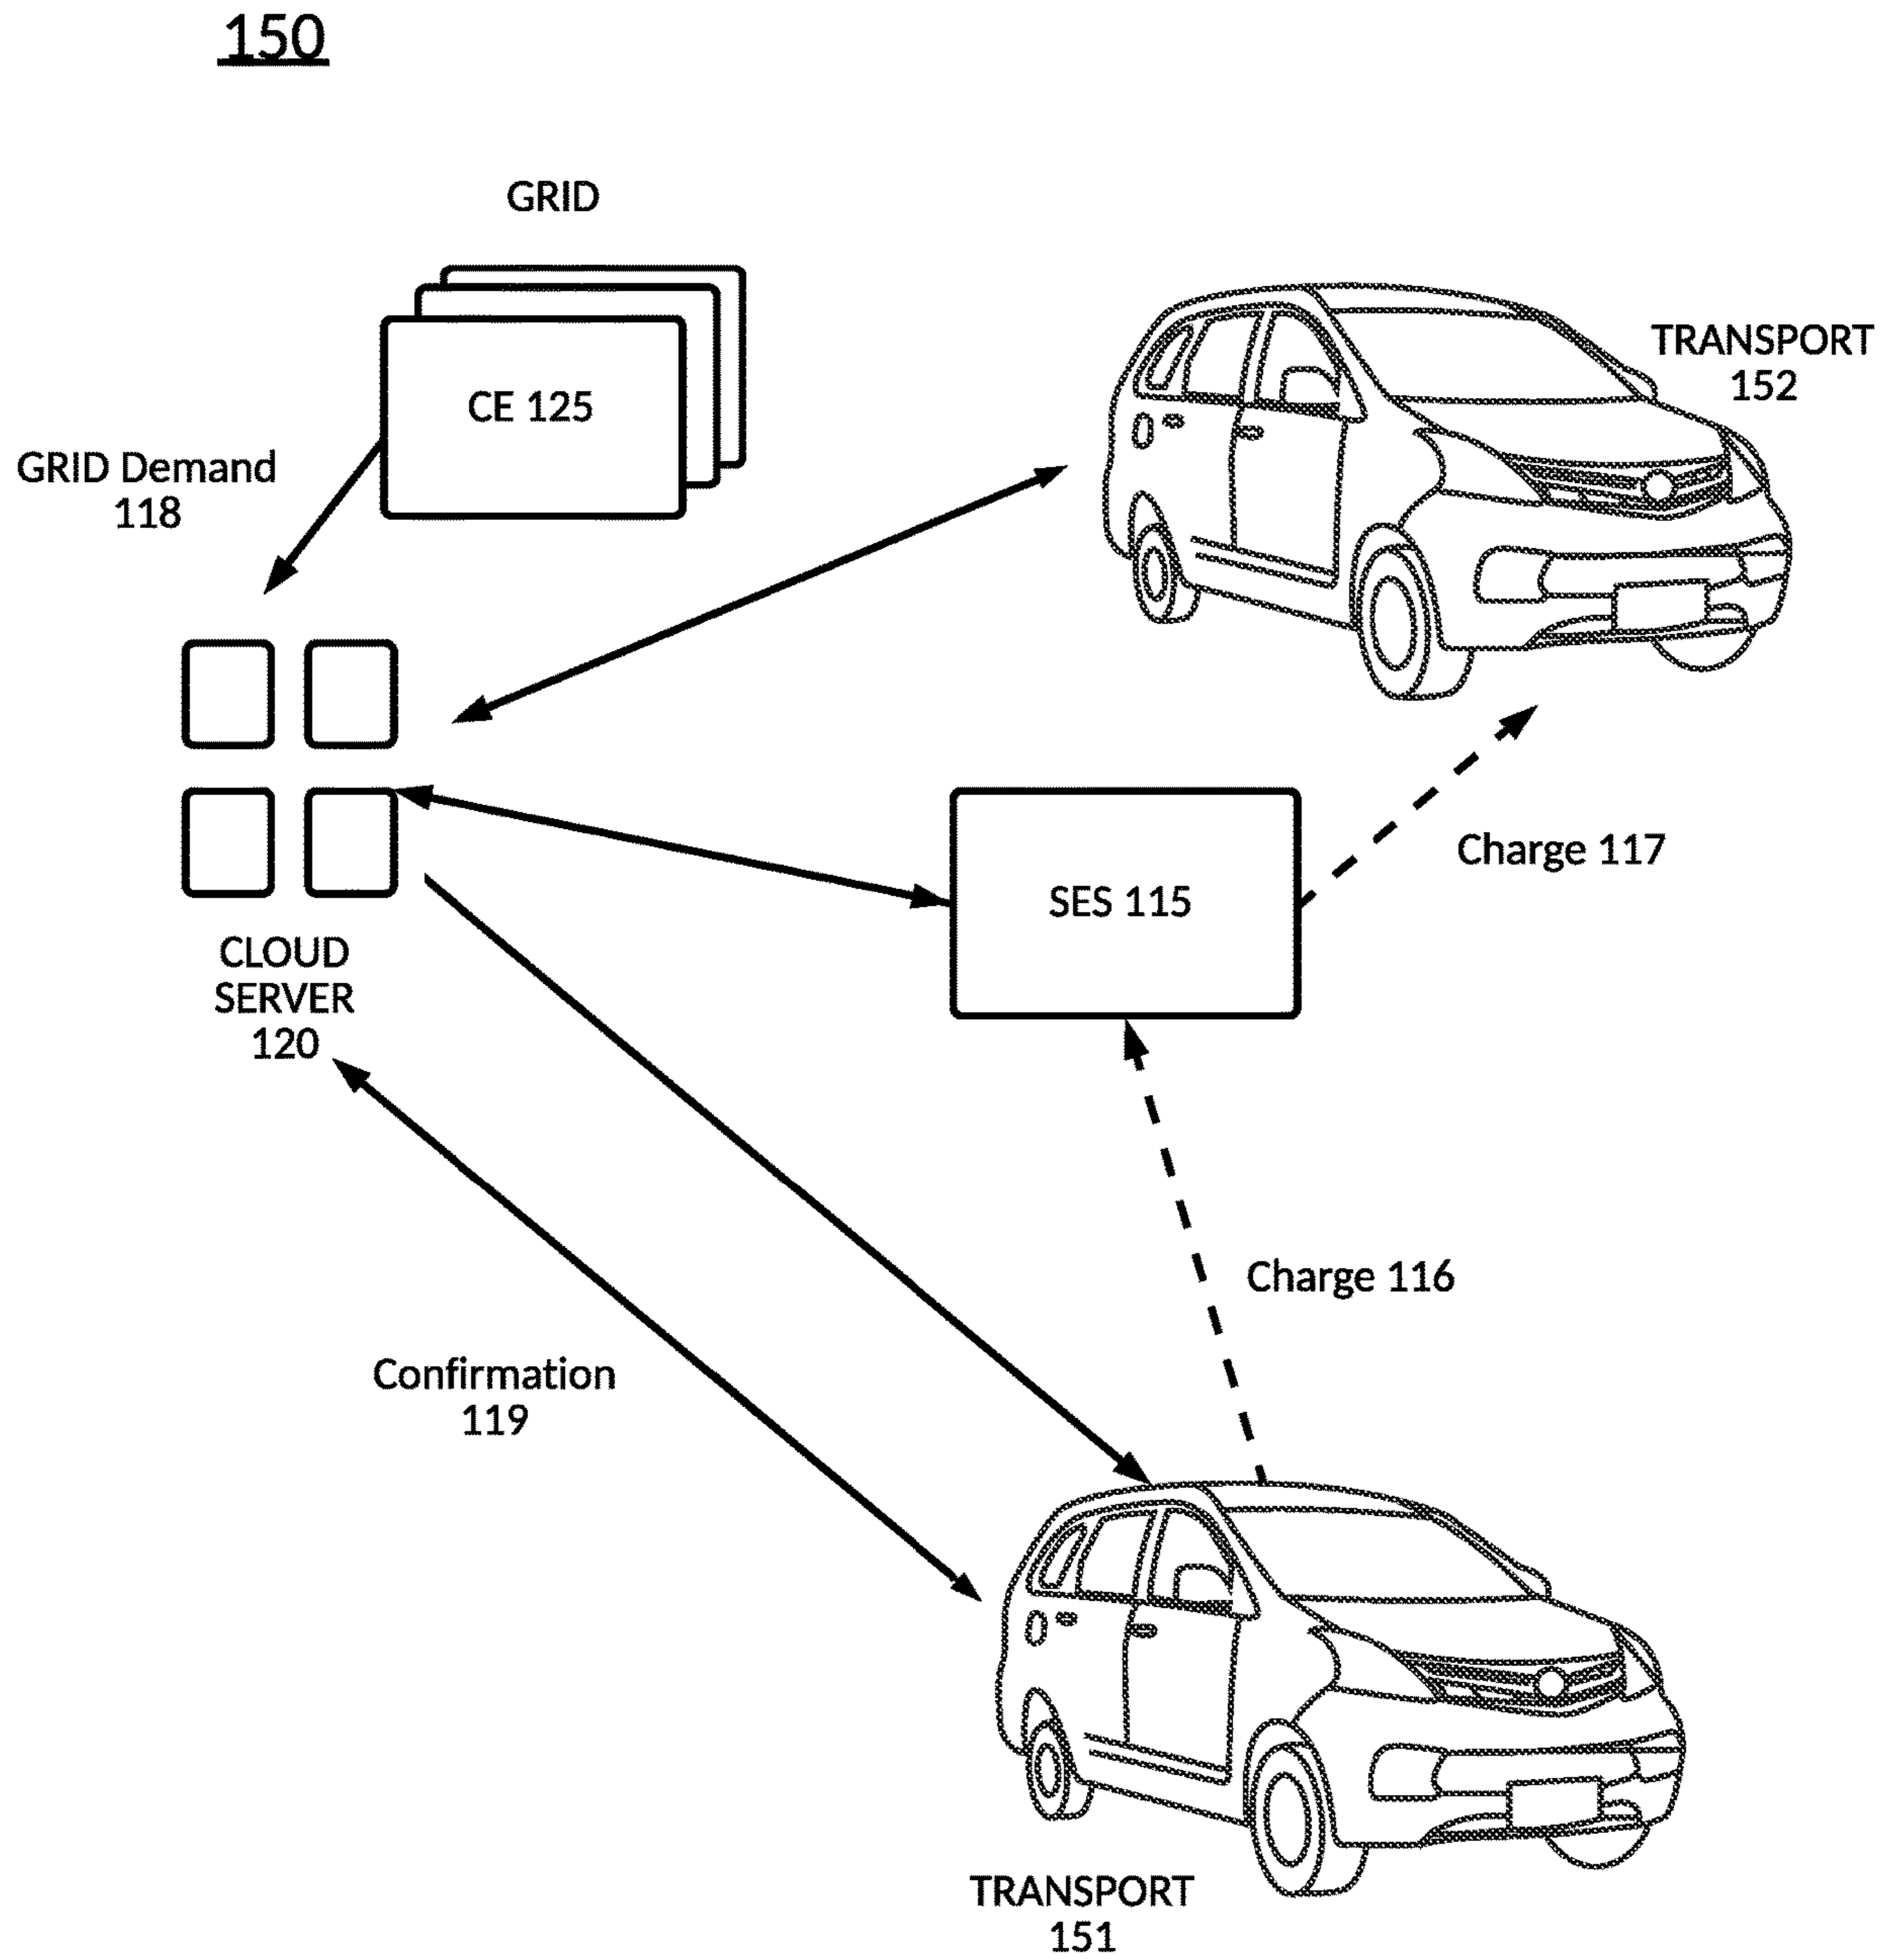 150
GRID
CE 125
TRANSPORT
152
GRID Demand
118
Charge 117
SES 115
CLOUD
SERVER
120
Charge 116
Confirmation
119
TRANSPORT
151